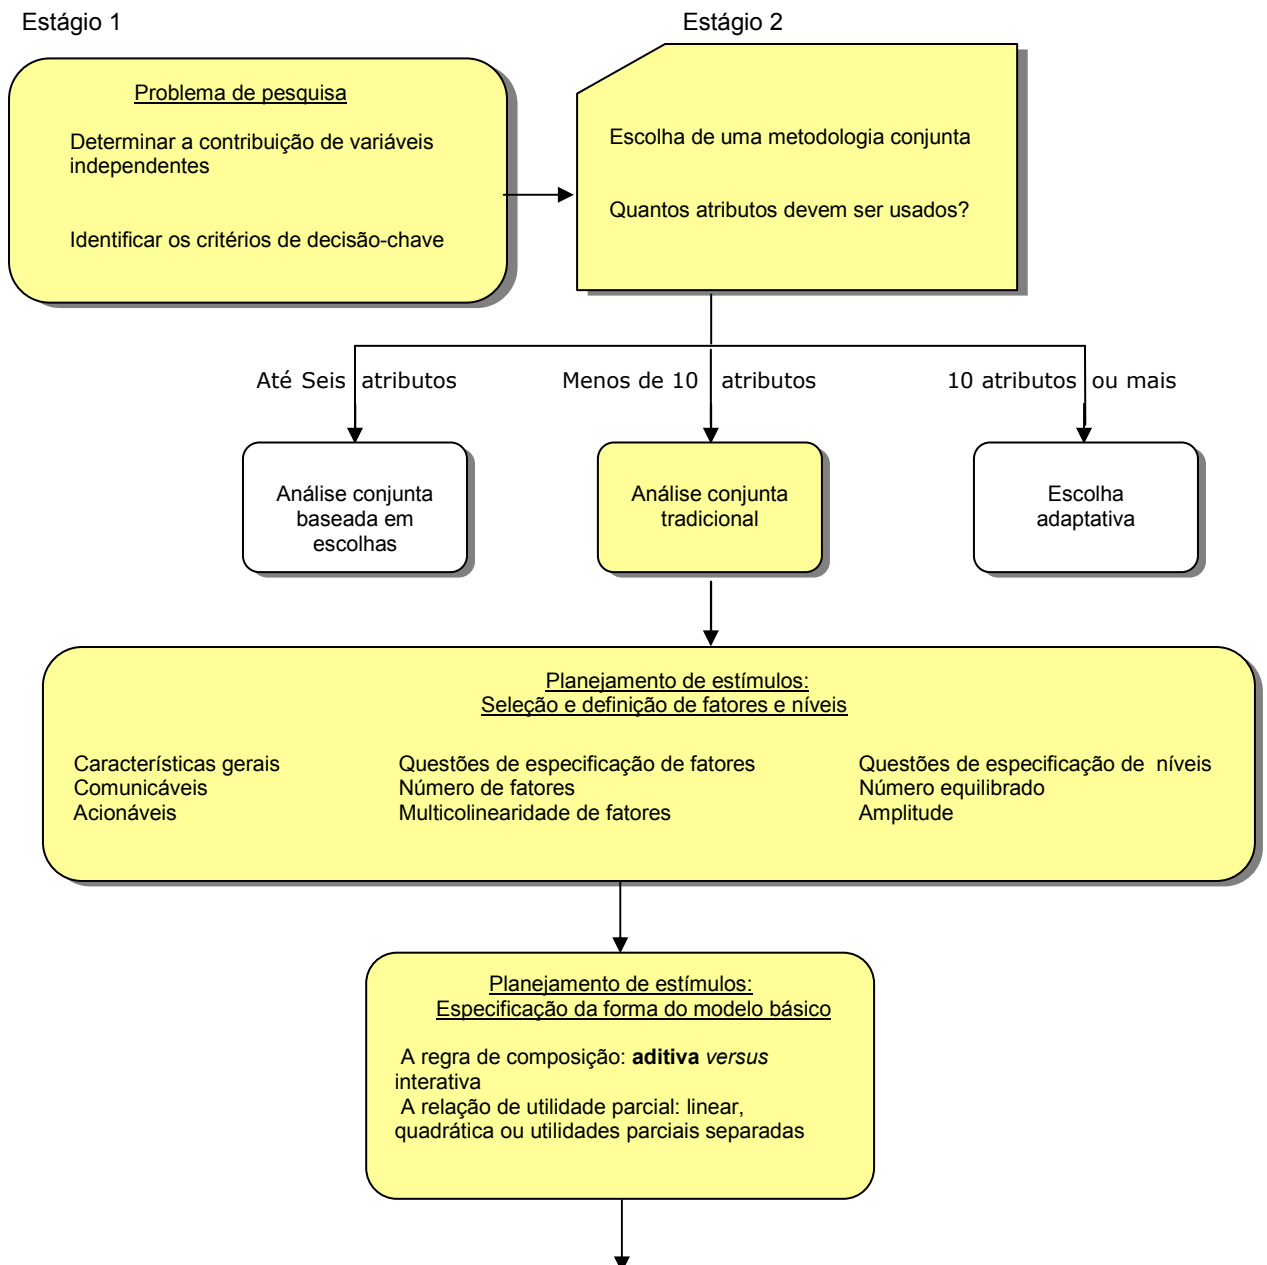 Estágio 1
Estágio 2
Problema de pesquisa
Determinar a contribuição de variáveis
independentes
Identificar os critérios de decisão-chave
Escolha de uma metodologia conjunta
Quantos atributos devem ser usados?
Até Seis atributos
Menos de 10 atributos
10 atributos ou mais
Análise conjunta
baseada em
escolhas
Análise conjunta
tradicional
Escolha
adaptativa
Planejamento de estímulos:
Seleção e definição de fatores e níveis
Características gerais
Comunicáveis
Acionáveis
Questões de especificação de fatores
Número de fatores
Multicolinearidade de fatores
Questões de especificação de níveis
Número equilibrado
Amplitude
Planejamento de estímulos:
Especificação da forma do modelo básico
A regra de composição: aditiva versus
interativa
A relação de utilidade parcial: linear,
quadrática ou utilidades parciais separadas